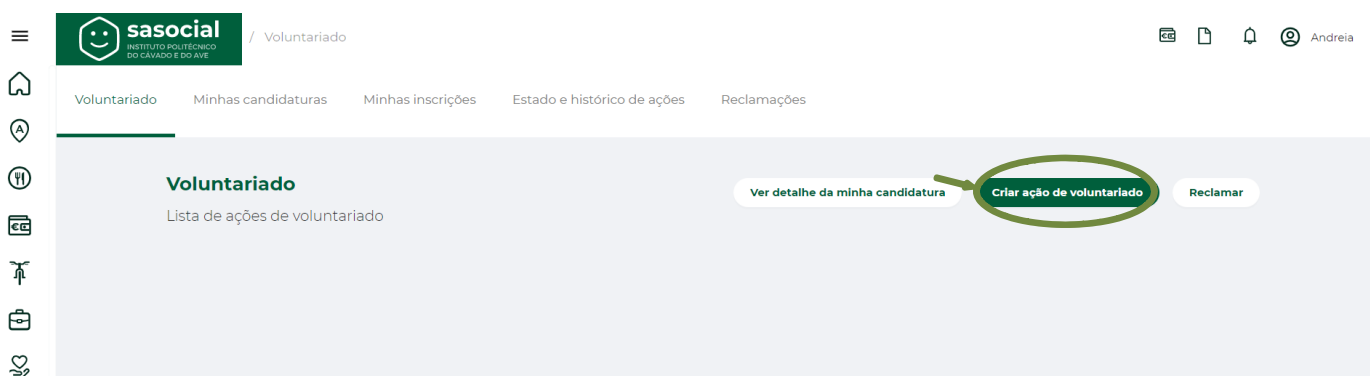 sasocial
INSTITUTO POLITÉCNICO
DO CÁVADO E DO AVE
/ Voluntariado
Andreia
Voluntariado Minhas candidaturas Minhas inscrições Estado e histórico de ações Reclamações
Voluntariado
Ver detalhe da minha candidatura Criar ação de voluntariado Reclamar
Lista de ações de voluntariado